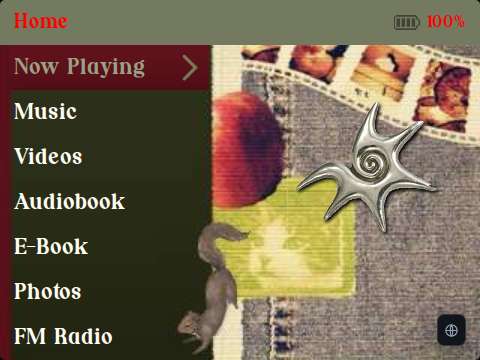 Home
100%
Now Playing
Music
Videos
Audiobook
E-Book
Photos
FM Radio